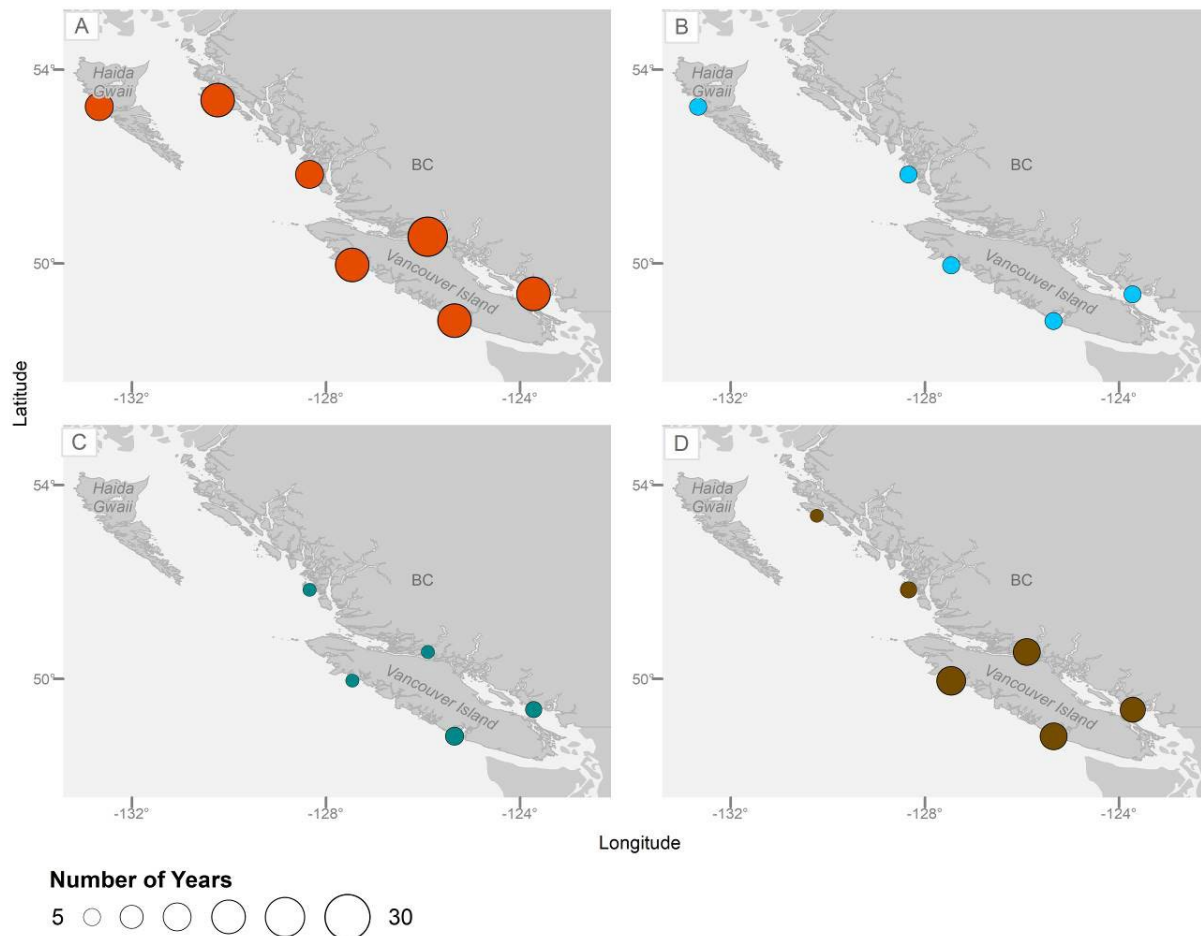 A
B
54°
Haida
Gwaii
BC
50°
Vancouver Island
-132°
-128°
-124°
54°
Haida
Gwaii
BC
50°
Vancouver Island
-132°
-128°
-124°
Latitude
C
D
54°
Haida
Gwaii
BC
50°
Vancouver Island
-132°
-128°
-124°
54°
Haida
Gwaii
BC
50°
Vancouver Island
-132°
-128°
-124°
Longitude
Number of Years
5 30